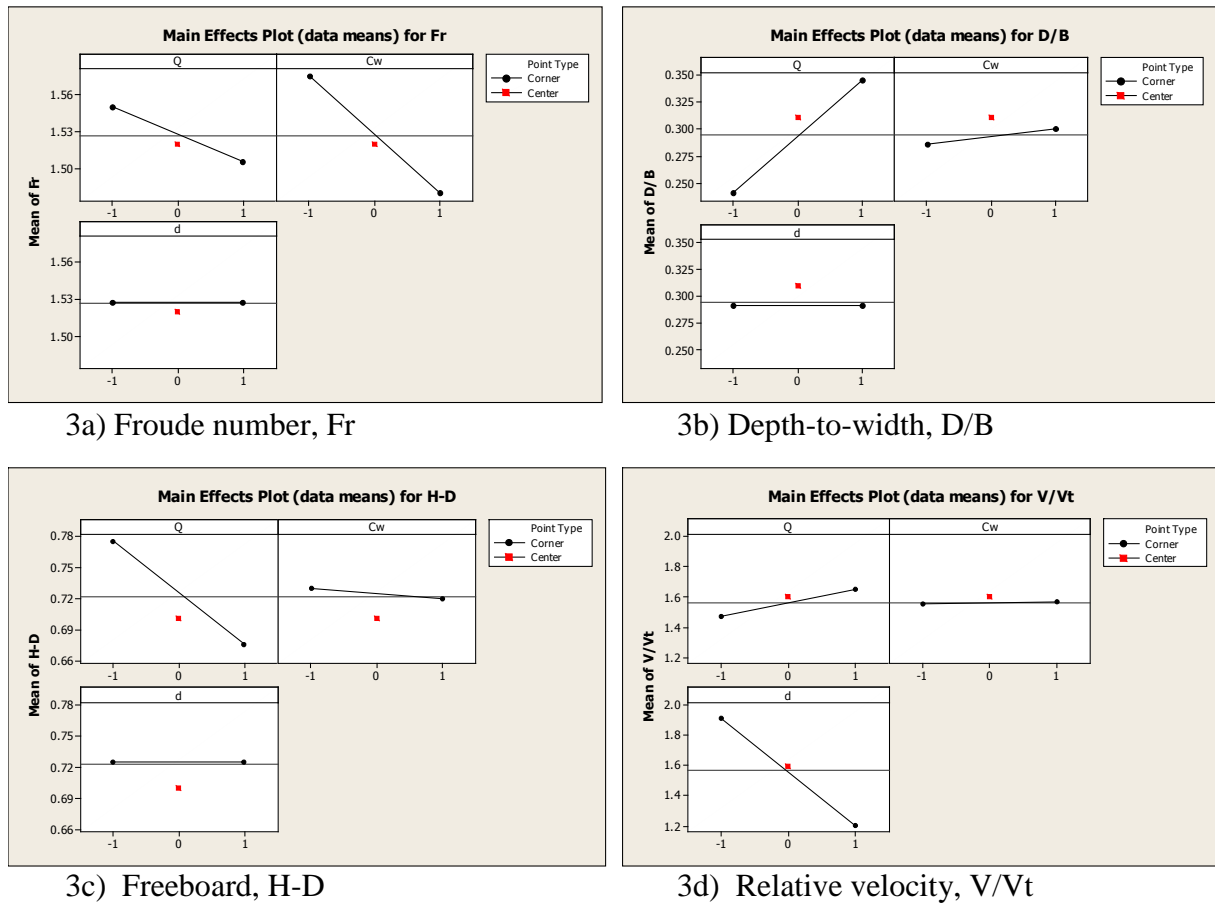 Main Effects Plot (data means) for Fr
Q Cw
Point Type
Corner
Center
1.56
1.53
1.50
-1 0 1 -1 0 1
d
1.56
1.53
1.50
-1 0 1
Mean of Fr
3a) Froude number, Fr
Main Effects Plot (data means) for D/B
Q Cw
Point Type
Corner
Center
0.350
0.325
0.300
0.275
0.250
-1 0 1 -1 0 1
d
0.350
0.325
0.300
0.275
0.250
-1 0 1
Mean of D/B
3b) Depth-to-width, D/B
Main Effects Plot (data means) for H-D
Q Cw
Point Type
Corner
Center
0.78
0.75
0.72
0.69
0.66
-1 0 1 -1 0 1
d
0.78
0.75
0.72
0.69
0.66
-1 0 1
Mean of H-D
3c) Freeboard, H-D
Main Effects Plot (data means) for V/Vt
Q Cw
Point Type
Corner
Center
2.0
1.8
1.6
1.4
1.2
-1 0 1 -1 0 1
d
2.0
1.8
1.6
1.4
1.2
-1 0 1
Mean of V/Vt
3d) Relative velocity, V/Vt